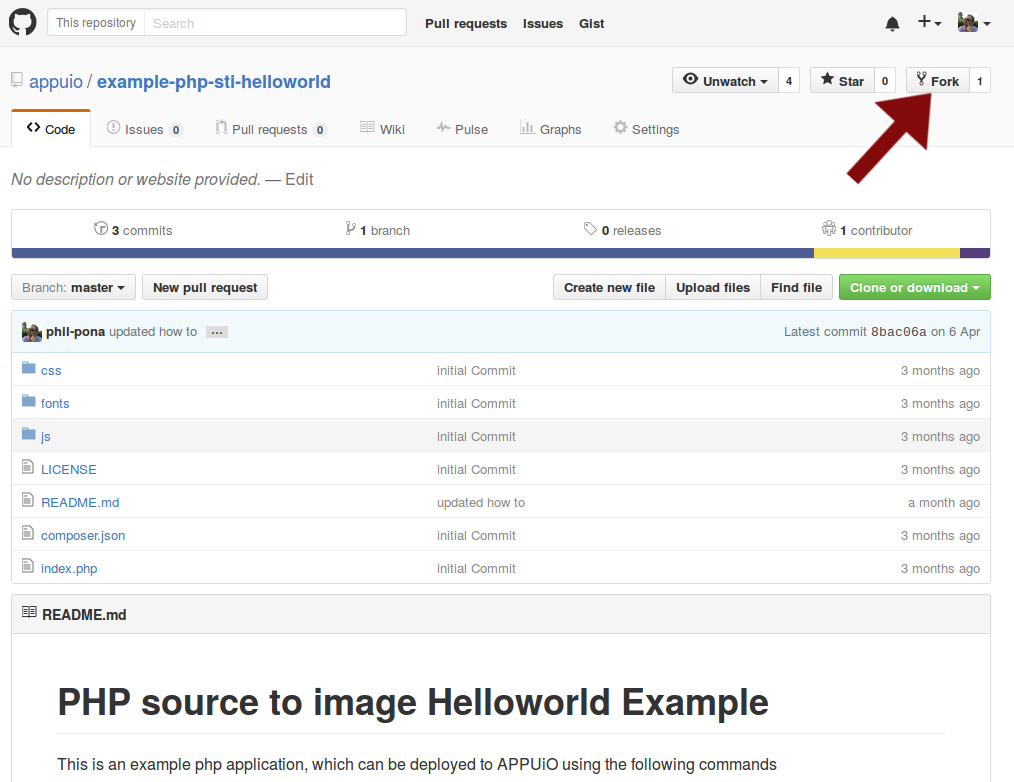 This repository Search Pull requests Issues Gist
appuio / example-php-sti-helloworld Unwatch 4 Star 0 Fork 1
Code Issues 0 Pull requests 0 Wiki Pulse Graphs Settings
No description or website provided. — Edit
3 commits 1 branch 0 releases 1 contributor
Branch: master New pull request Create new file Upload files Find file Clone or download
phil-pona updated how to ... Latest commit 8bac06a on 6 Apr
css initial Commit 3 months ago
fonts initial Commit 3 months ago
js initial Commit 3 months ago
LICENSE initial Commit 3 months ago
README.md updated how to a month ago
composer.json initial Commit 3 months ago
index.php initial Commit 3 months ago
README.md
PHP source to image Helloworld Example
This is an example php application, which can be deployed to APPUiO using the following commands